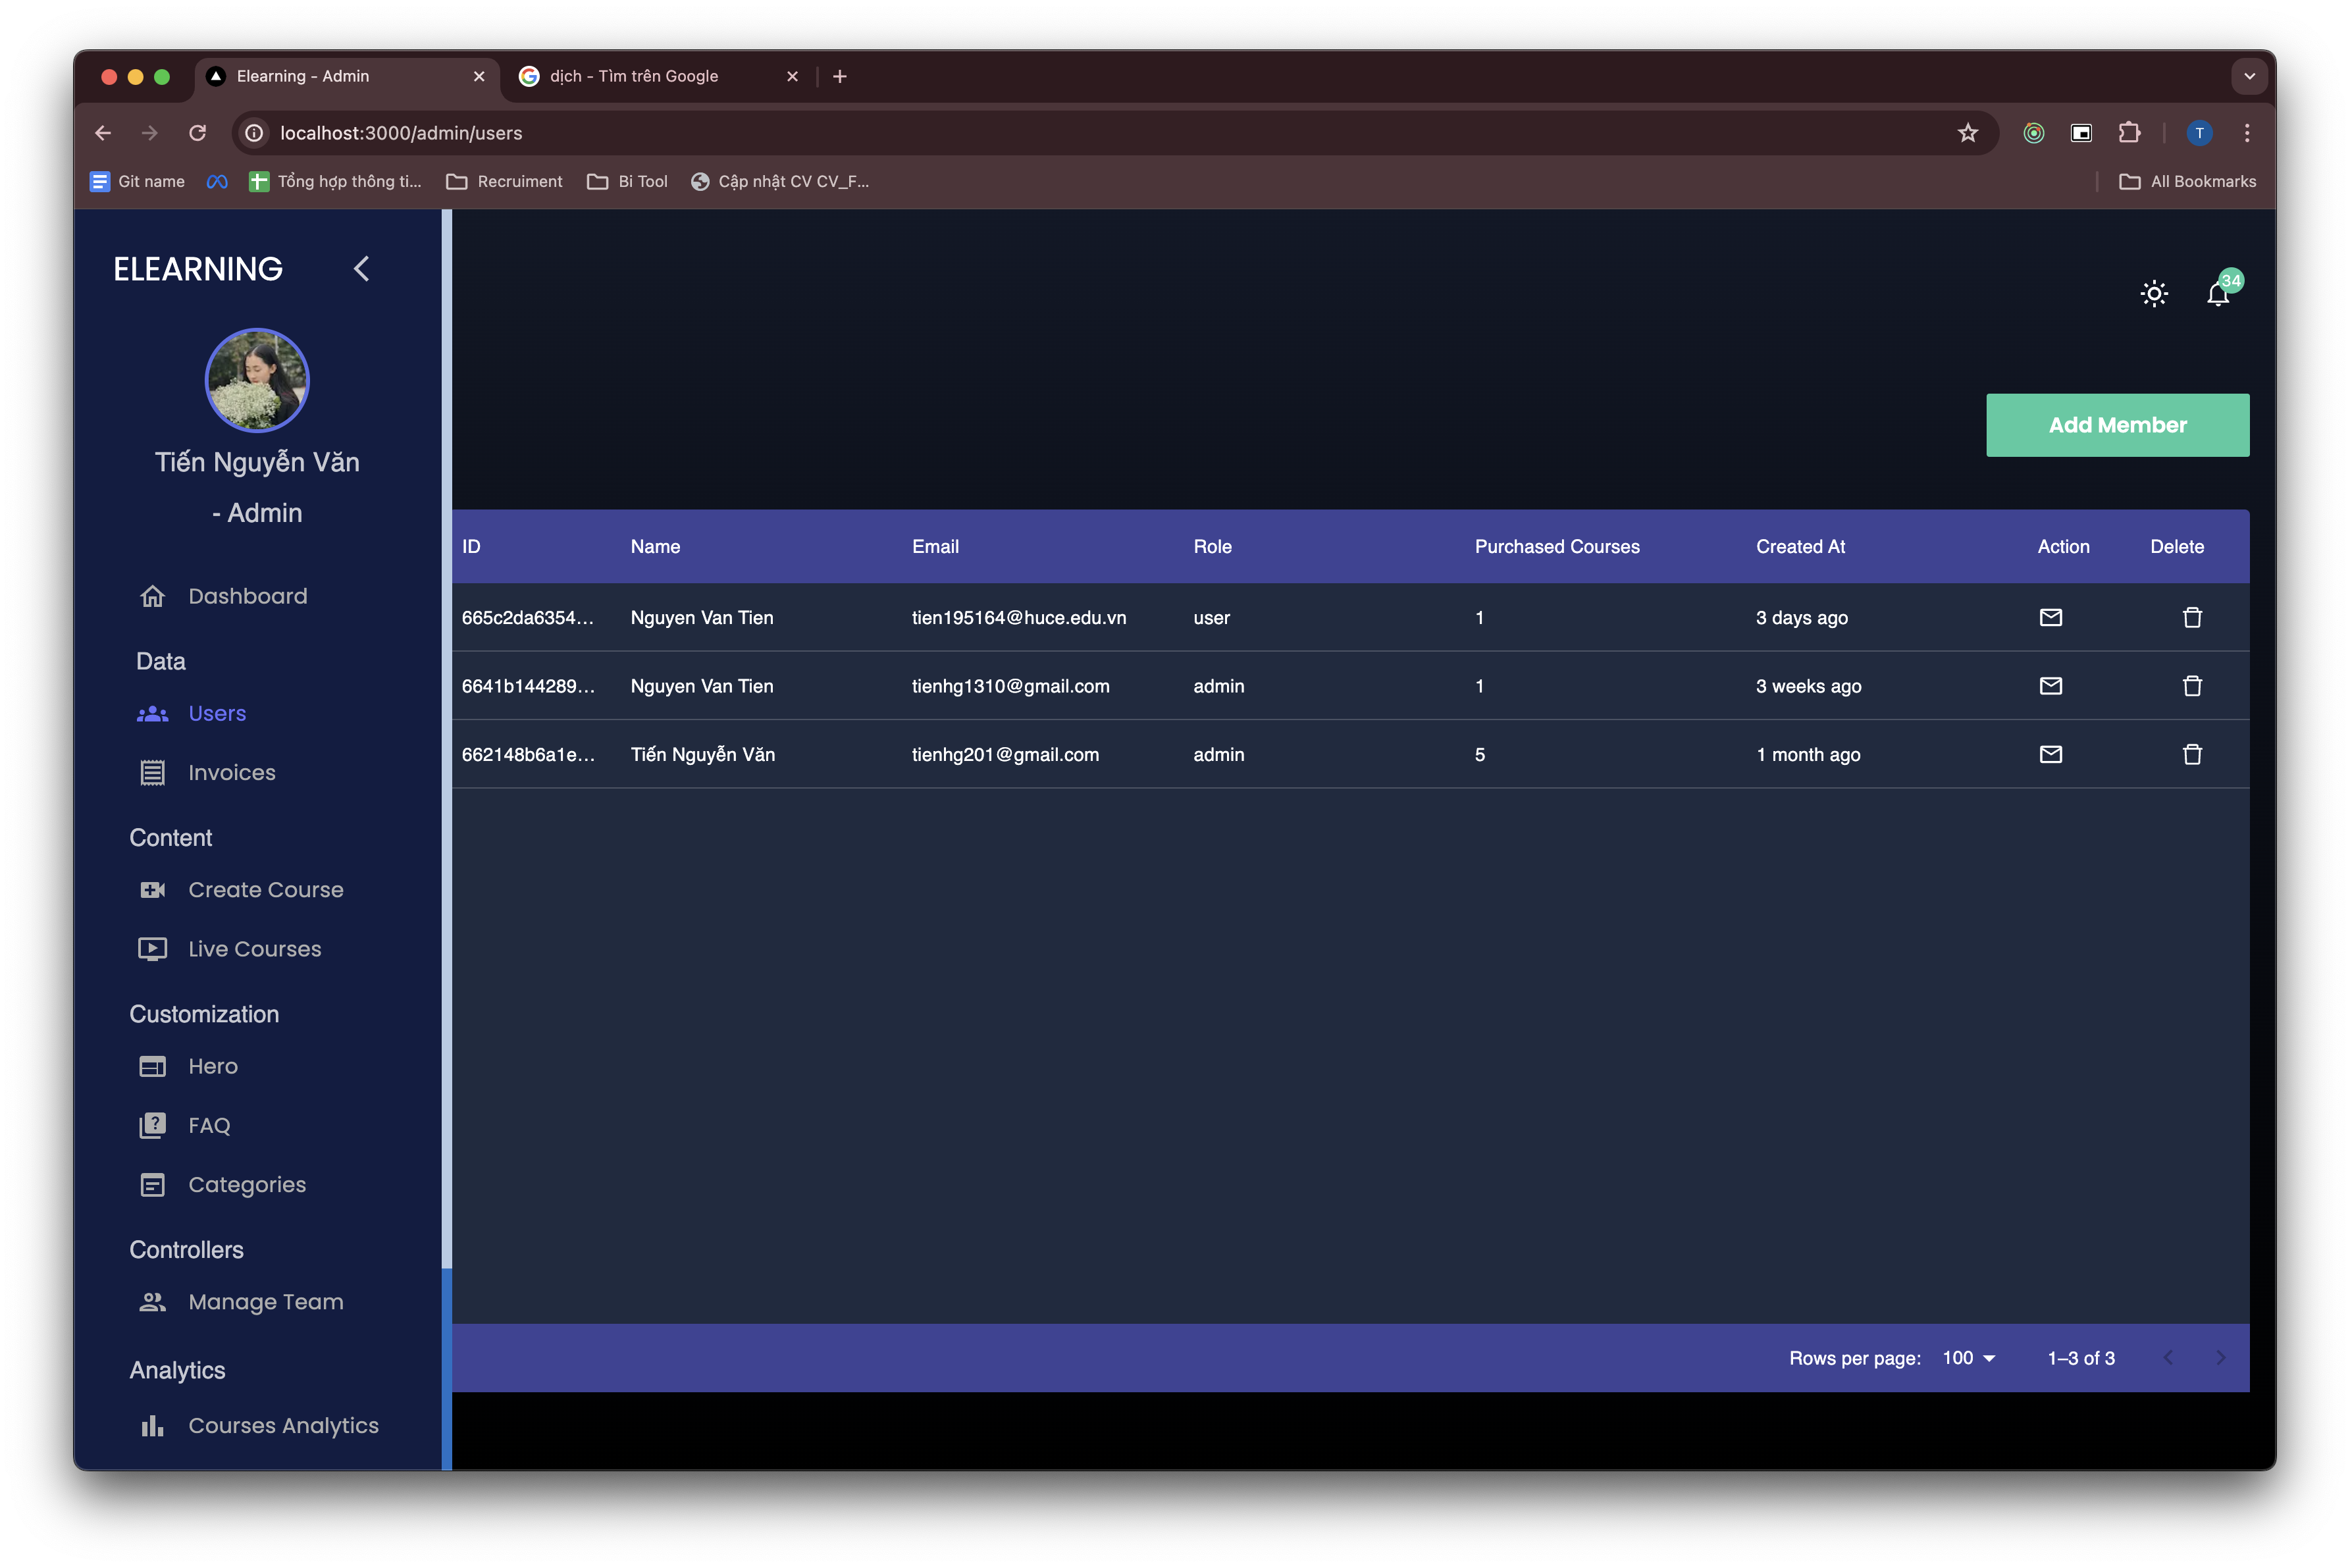 Elearning - Admin
dịch - Tìm trên Google
localhost:3000/admin/users
T
Git name
Tổng hợp thông ti...
Recruiment
Bi Tool
Cập nhật CV CV_F...
All Bookmarks
ELEARNING
Tiến Nguyễn Văn
- Admin
Dashboard
Data
Users
Invoices
Content
Create Course
Live Courses
Customization
Hero
FAQ
Categories
Controllers
Manage Team
Analytics
Courses Analytics
34
Add Member
ID Name Email Role Purchased Courses Created At Action Delete
665c2da6354... Nguyen Van Tien tien195164@huce.edu.vn user 1 3 days ago
6641b144289... Nguyen Van Tien tienhg1310@gmail.com admin 1 3 weeks ago
662148b6a1e... Tiến Nguyễn Văn tienhg201@gmail.com admin 5 1 month ago
Rows per page: 100 1–3 of 3